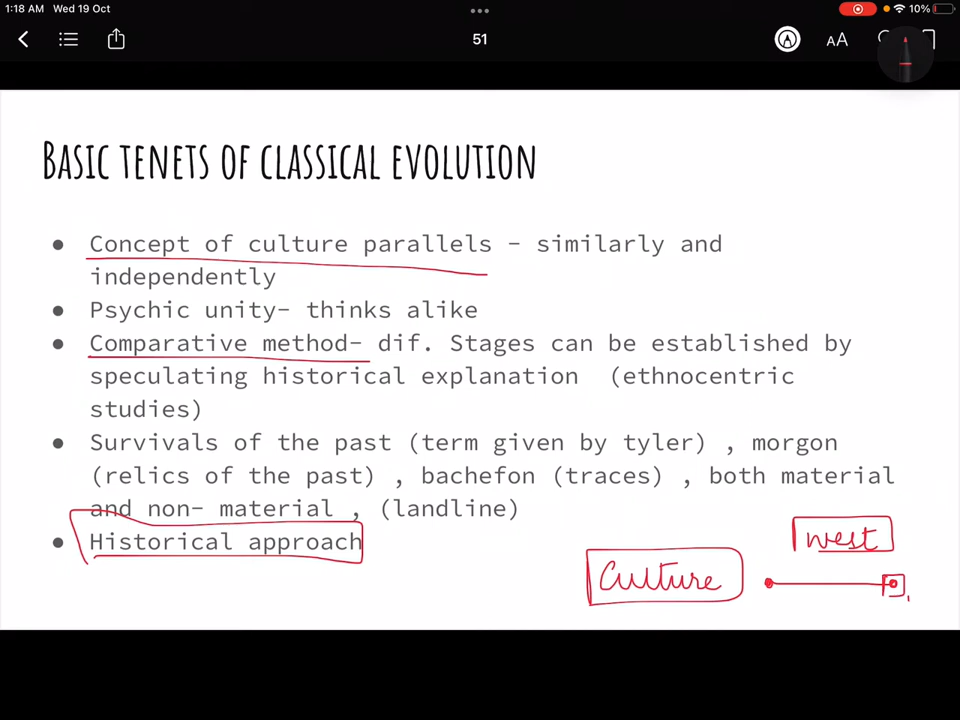 1:18 AM Wed 19 Oct
10%
51
AA
BASIC TENETS OF CLASSICAL EVOLUTION
● Concept of culture parallels - similarly and
independently
● Psychic unity- thinks alike
● Comparative method- dif. Stages can be established by
speculating historical explanation (ethnocentric
studies)
● Survivals of the past (term given by tyler) , morgon
(relics of the past) , bachefon (traces) , both material
and non- material , (landline)
● Historical approach
west
Culture